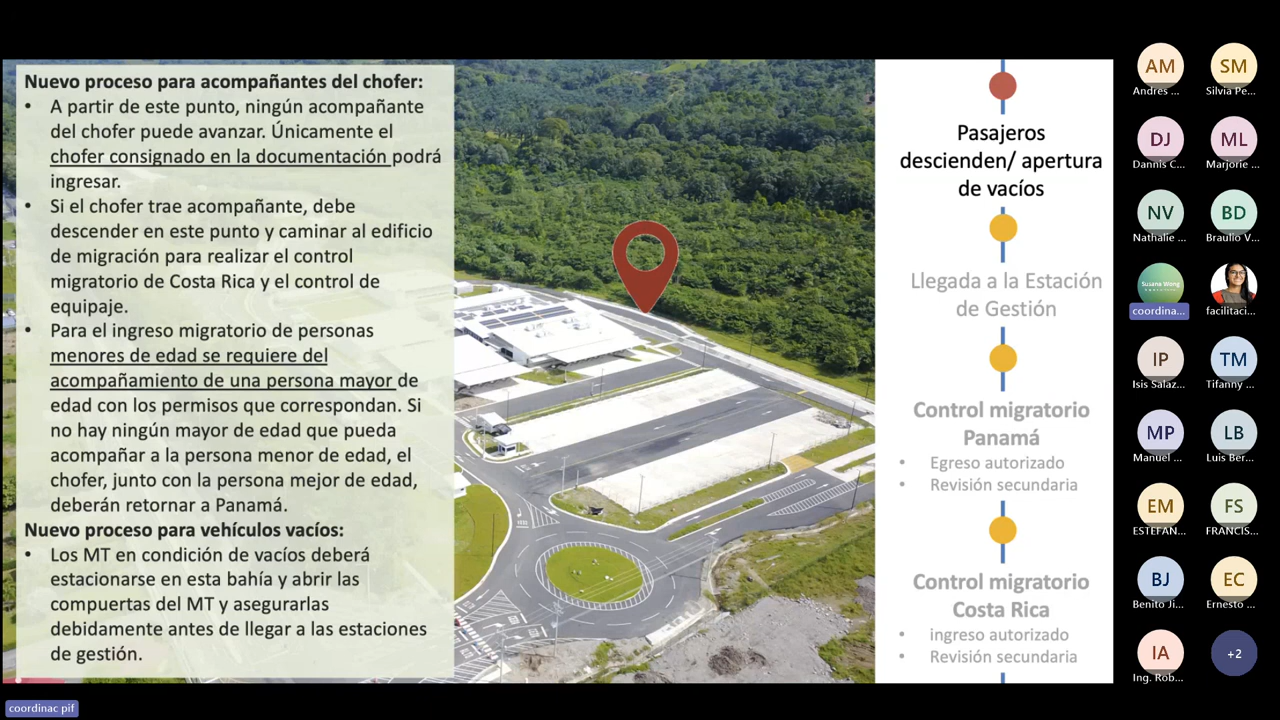 Nuevo proceso para acompañantes del chofer:
• A partir de este punto, ningún acompañante
del chofer puede avanzar. Únicamente el
chofer consignado en la documentación podrá
ingresar.
• Si el chofer trae acompañante, debe
descender en este punto y caminar al edificio
de migración para realizar el control
migratorio de Costa Rica y el control de
equipaje.
• Para el ingreso migratorio de personas
menores de edad se requiere del
acompañamiento de una persona mayor de
edad con los permisos que correspondan. Si
no hay ningún mayor de edad que pueda
acompañar a la persona menor de edad, el
chofer, junto con la persona mejor de edad,
deberán retornar a Panamá.
Nuevo proceso para vehículos vacíos:
• Los MT en condición de vacíos deberá
estacionarse en esta bahía y abrir las
compuertas del MT y asegurarlas
debidamente antes de llegar a las estaciones
de gestión.
Pasajeros
descienden/ apertura
de vacíos
Llegada a la Estación
de Gestión
Control migratorio
Panamá
• Egreso autorizado
• Revisión secundaria
Control migratorio
Costa Rica
• ingreso autorizado
• Revisión secundaria
AM
Andres ...
SM
Silvia Pe...
DJ
Dannis C...
ML
Marjorie ...
NV
Nathalie ...
BD
Braulio V...
Susana Wong
coordina...
facilitaci...
IP
Isis Salaz...
TM
Tifanny ...
MP
Manuel ...
LB
Luis Ber...
EM
ESTEFAN...
FS
FRANCIS...
BJ
Benito Ji...
EC
Ernesto ...
IA
Ing. Rob...
+2
coordinac pif